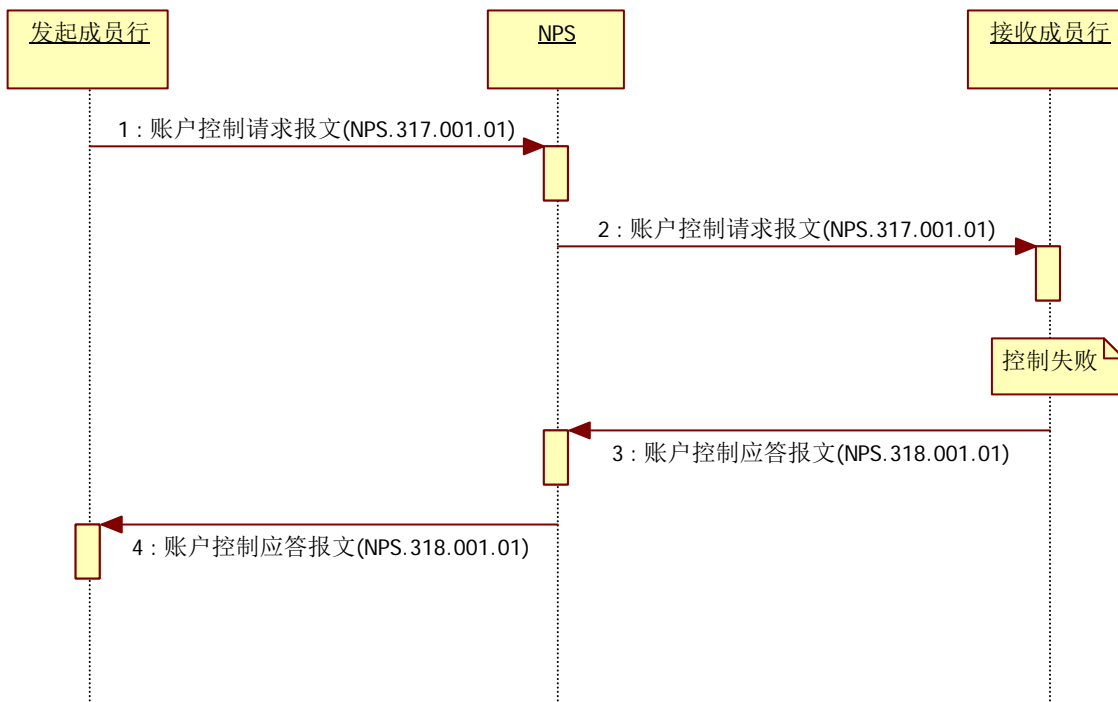 发起成员行
NPS
接收成员行
1 : 账户控制请求报文(NPS.317.001.01)
2 : 账户控制请求报文(NPS.317.001.01)
控制失败
3 : 账户控制应答报文(NPS.318.001.01)
4 : 账户控制应答报文(NPS.318.001.01)